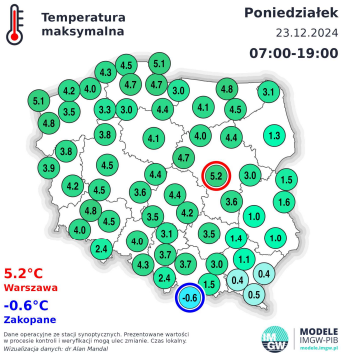 Temperatura
maksymalna
Poniedziałek
23.12.2024
07:00-19:00
4.3 4.5 5.1
5.1 4.2 4.0 4.7 4.7 3.0 4.8 3.1
4.8 3.5 3.3 3.0 4.4 4.1 4.5
3.8 4.1 4.0 4.4 1.3
3.8 4.7
3.9 4.5 4.4 5.2 3.0 1.5
4.2 4.5 3.6 4.4 3.6 1.6
4.8 4.5 3.5 4.2 1.0
4.0 4.0 3.1 3.5 1.4 1.0
2.4 4.3 3.7 3.7 3.0 1.1
2.4 1.5 0.4 0.4
-0.6 0.5
5.2°C
Warszawa
-0.6°C
Zakopane
Dane operacyjne ze stacji synoptycznych. Prezentowane wartości
w procesie kontroli i weryfikacji mogą ulec zmianie. Czas lokalny.
Wizualizacja danych: dr Alan Mandal
IM
GW
MODELE
IMGW-PIB
modele.imgw.pl